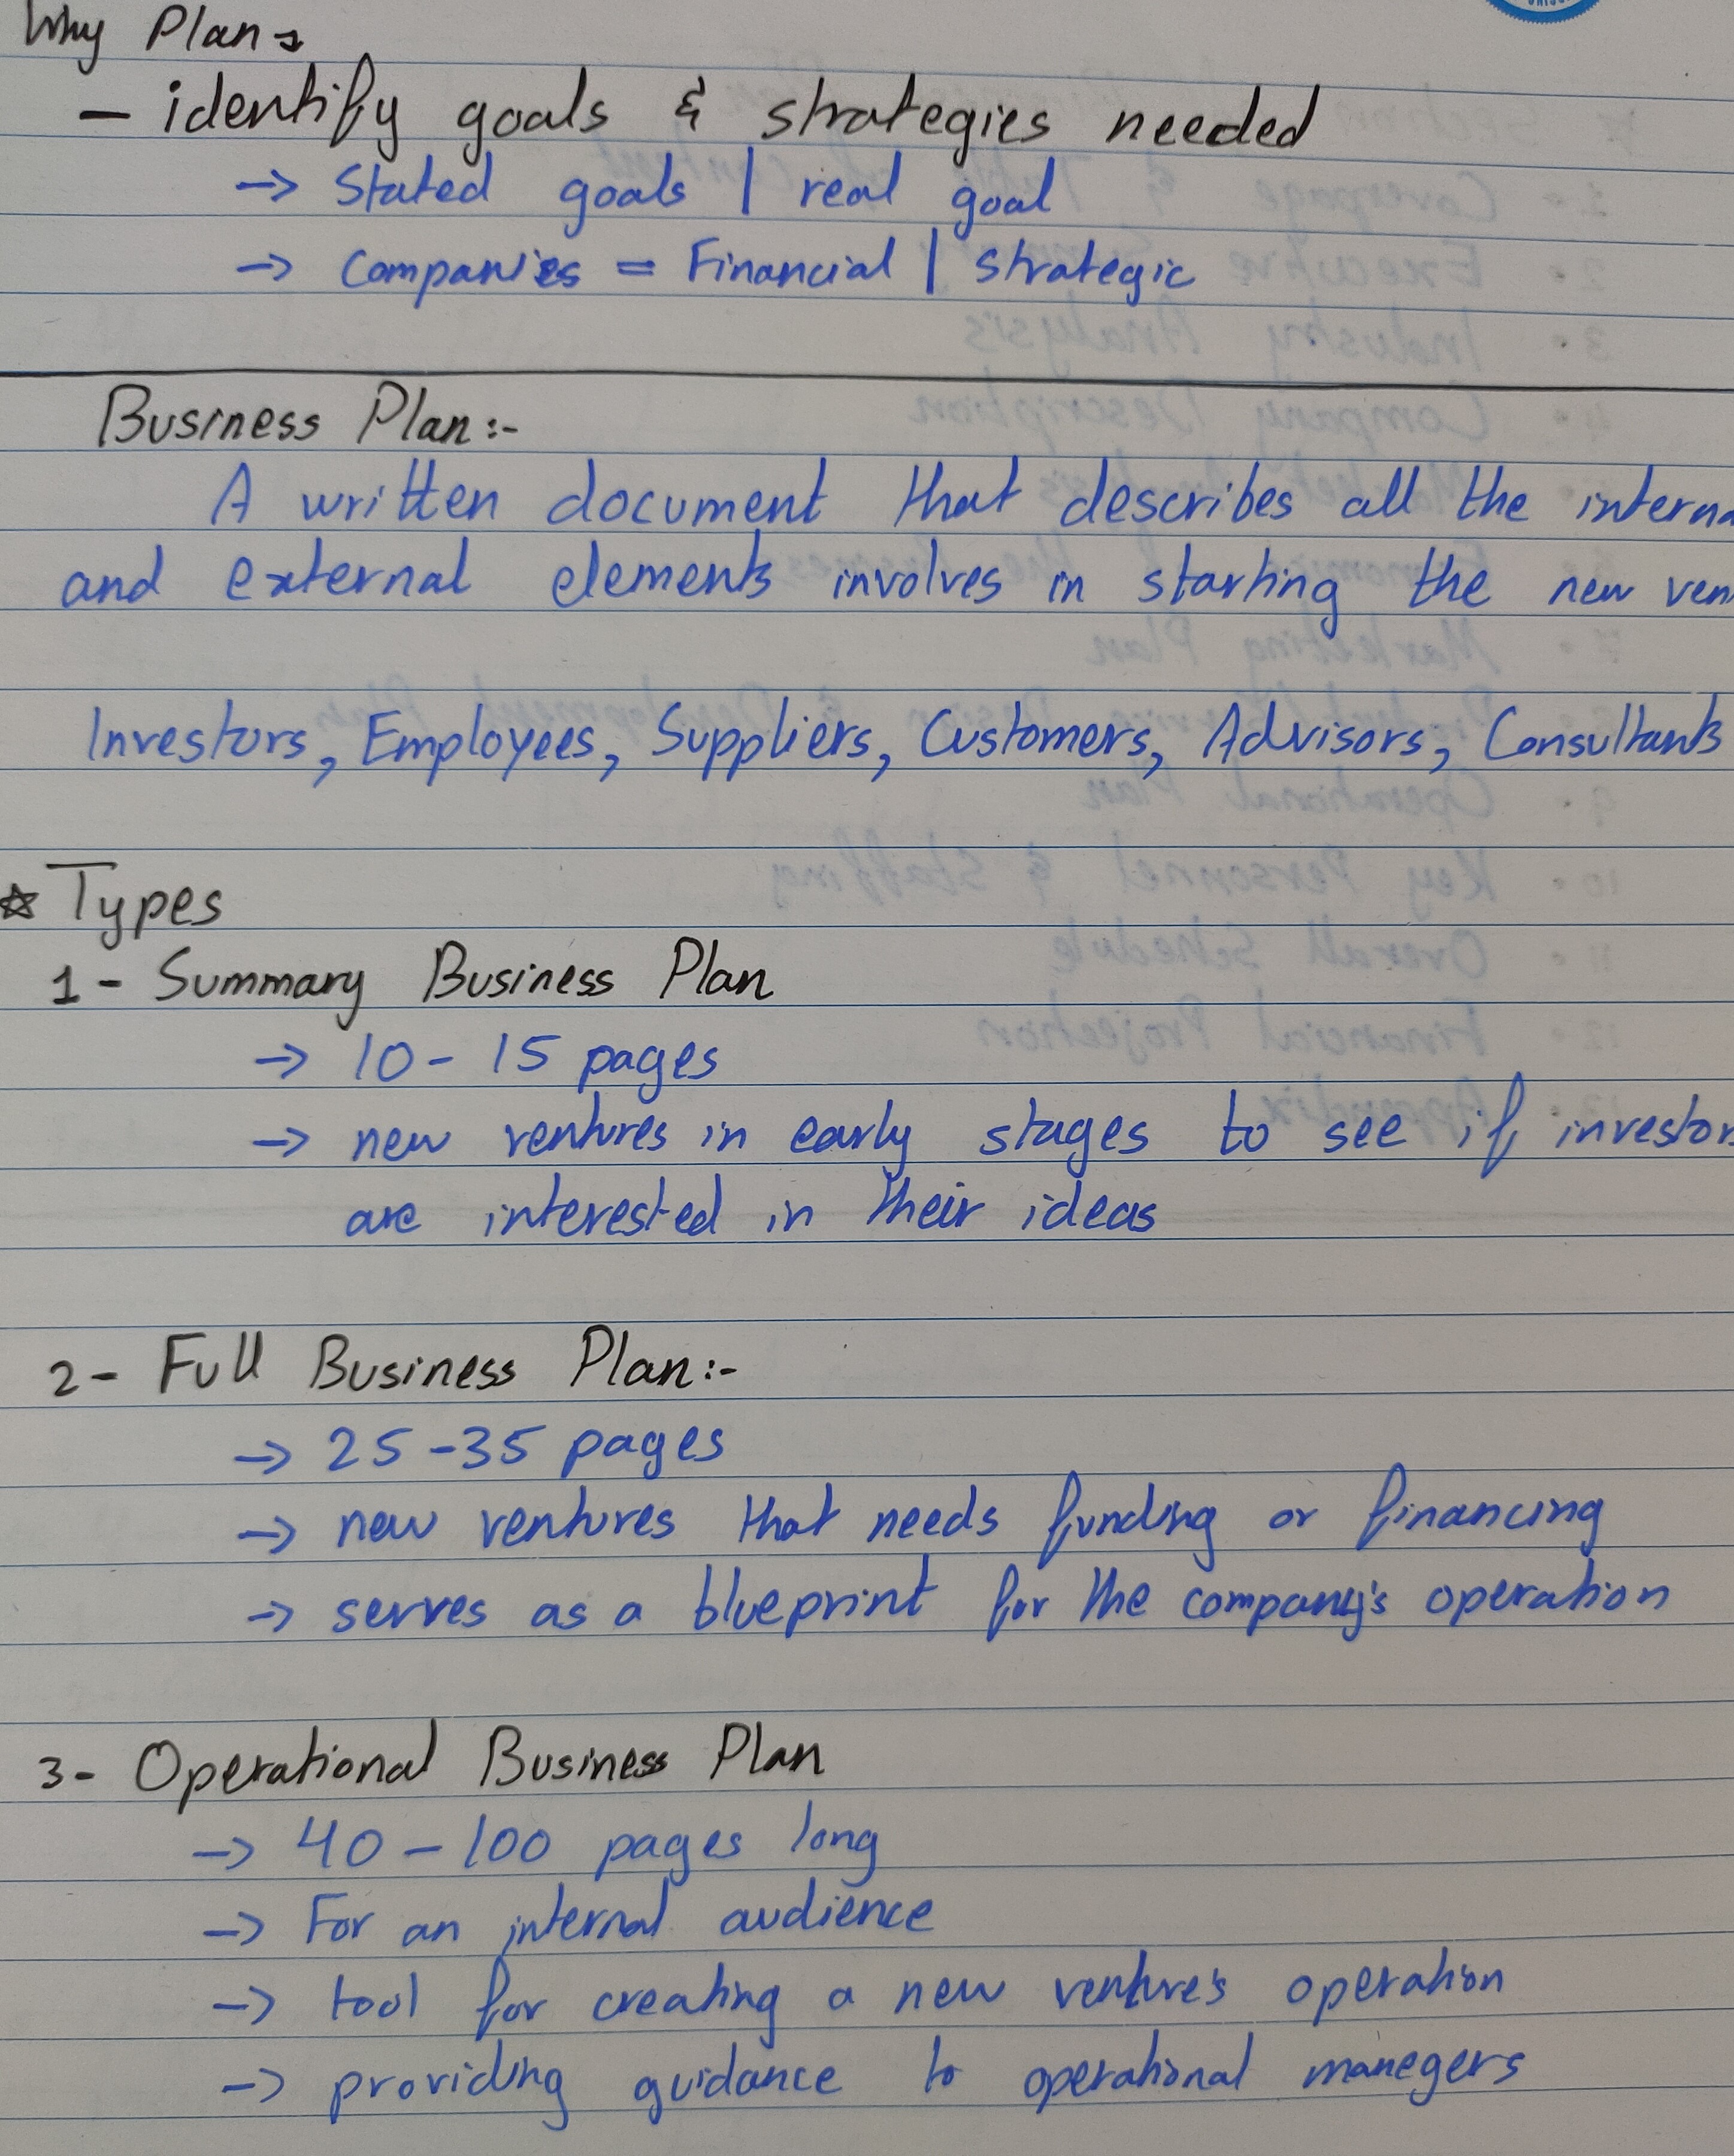 Why Plan →
- identify goals & strategies needed
→ Stated goals | real goal
→ Companies = Financial | strategic
Business Plan :-
A written document that describes all the interna
and external elements involves in starting the new ven
Investors, Employees, Suppliers, Customers, Advisors, Consultants
☆ Types
1 - Summary Business Plan
→ 10 - 15 pages
→ new ventures in early stages to see if investor
are interested in their ideas
2 - Full Business Plan :-
→ 25 - 35 pages
→ new ventures that needs funding or financing
→ serves as a blueprint for the company's operation
3 - Operational Business Plan
→ 40 - 100 pages long
→ For an internal audience
→ tool for creating a new venture's operation
→ providing guidance to operational manegers